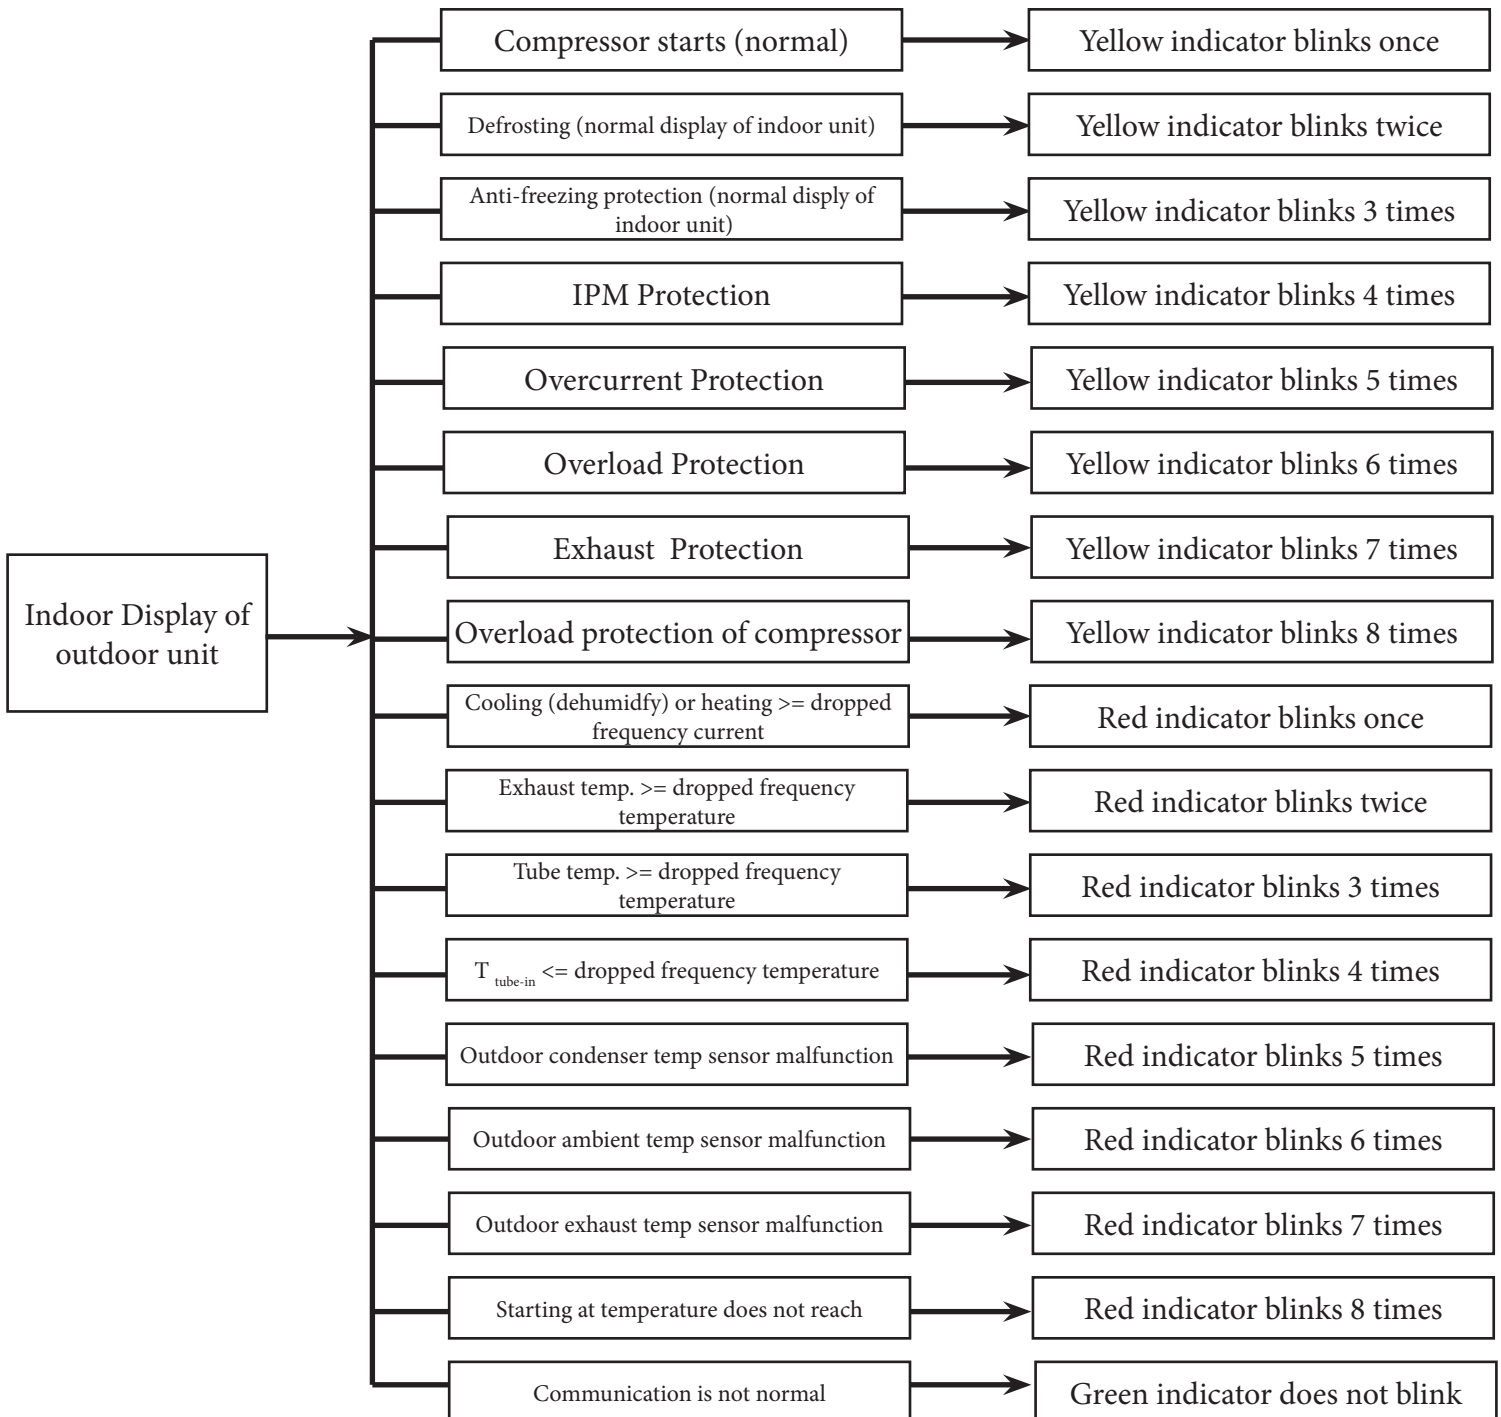 Compressor starts (normal)
Yellow indicator blinks once
Defrosting (normal display of indoor unit)
Yellow indicator blinks twice
Anti-freezing protection (normal disply of
indoor unit)
Yellow indicator blinks 3 times
IPM Protection
Yellow indicator blinks 4 times
Overcurrent Protection
Yellow indicator blinks 5 times
Overload Protection
Yellow indicator blinks 6 times
Exhaust Protection
Yellow indicator blinks 7 times
Indoor Display of
outdoor unit
Overload protection of compressor
Yellow indicator blinks 8 times
Cooling (dehumidfy) or heating >= dropped
frequency current
Red indicator blinks once
Exhaust temp. >= dropped frequency
temperature
Red indicator blinks twice
Tube temp. >= dropped frequency
temperature
Red indicator blinks 3 times
T tube-in <= dropped frequency temperature
Red indicator blinks 4 times
Outdoor condenser temp sensor malfunction
Red indicator blinks 5 times
Outdoor ambient temp sensor malfunction
Red indicator blinks 6 times
Outdoor exhaust temp sensor malfunction
Red indicator blinks 7 times
Starting at temperature does not reach
Red indicator blinks 8 times
Communication is not normal
Green indicator does not blink